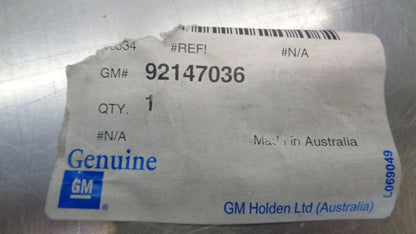 #REF!
#N/A
GM# 92147036
QTY. 1
#N/A
Made in Australia
Genuine
GM ®
GM Holden Ltd (Australia)
L069049